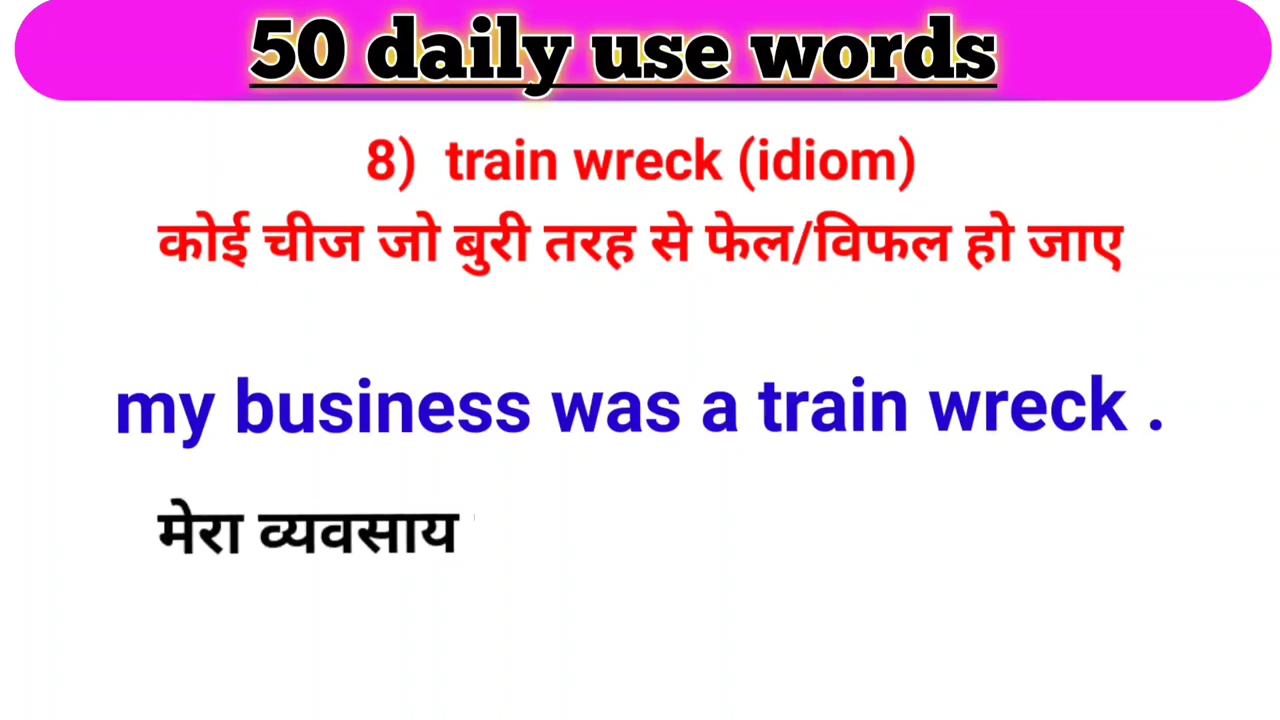 50 daily use words
8) train wreck (idiom)
कोई चीज जो बुरी तरह से फेल/विफल हो जाए
my business was a train wreck .
मेरा व्यवसाय